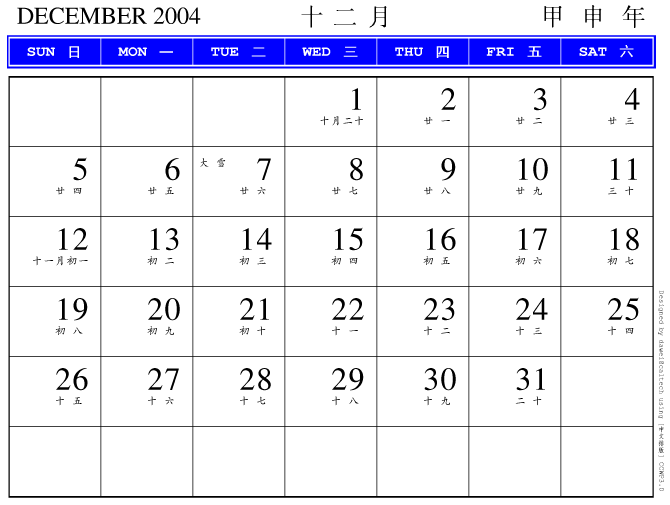 DECEMBER 2004 十二月 甲申年
SUN 日 MON 一 TUE 二 WED 三 THU 四 FRI 五 SAT 六
1 2 3 4
十月二十 廿一 廿二 廿三
5 6 大雪 7 8 9 10 11
廿四 廿五 廿六 廿七 廿八 廿九 三十
12 13 14 15 16 17 18
十一月初一 初二 初三 初四 初五 初六 初七
19 20 21 22 23 24 25
初八 初九 初十 十一 十二 十三 十四
26 27 28 29 30 31
十五 十六 十七 十八 十九 二十
Designed by dawei@caltech using [中文排版] CCWP3.0